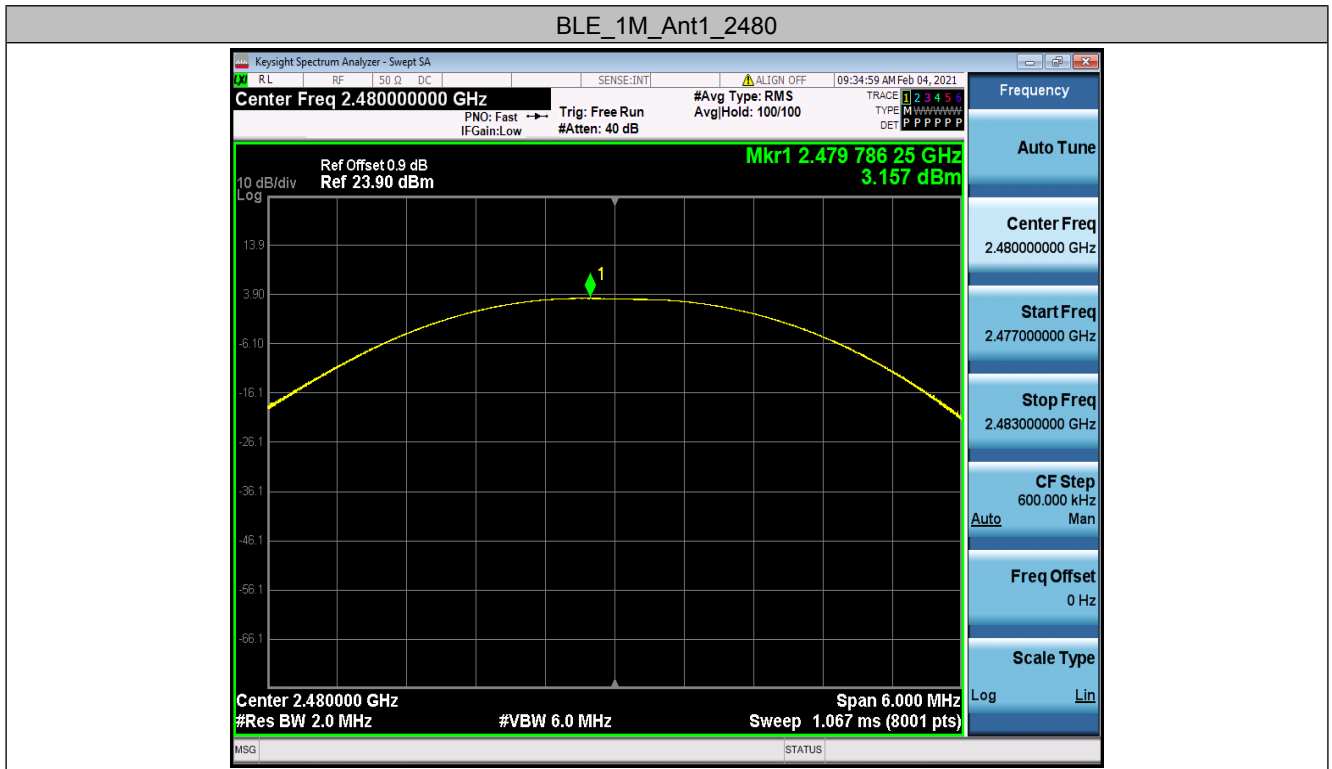 BLE_1M_Ant1_2480
Keysight Spectrum Analyzer - Swept SA
LXI RL RF 50 Ω DC SENSE:INT ALIGN OFF 09:34:59 AM Feb 04, 2021
Center Freq 2.480000000 GHz
PNO: Fast
IFGain:Low
Trig: Free Run
#Atten: 40 dB
#Avg Type: RMS
Avg|Hold: 100/100
TRACE 1 2 3 4 5 6
TYPE M WWWWW
DET P P P P P P
Ref Offset 0.9 dB
10 dB/div Ref 23.90 dBm
Log
Mkr1 2.479 786 25 GHz
3.157 dBm
13.9
3.90
-6.10
-16.1
-26.1
-36.1
-46.1
-56.1
-66.1
1
Center 2.480000 GHz Span 6.000 MHz
#Res BW 2.0 MHz #VBW 6.0 MHz Sweep 1.067 ms (8001 pts)
MSG STATUS
Frequency
Auto Tune
Center Freq
2.480000000 GHz
Start Freq
2.477000000 GHz
Stop Freq
2.483000000 GHz
CF Step
600.000 kHz
Auto Man
Freq Offset
0 Hz
Scale Type
Log Lin